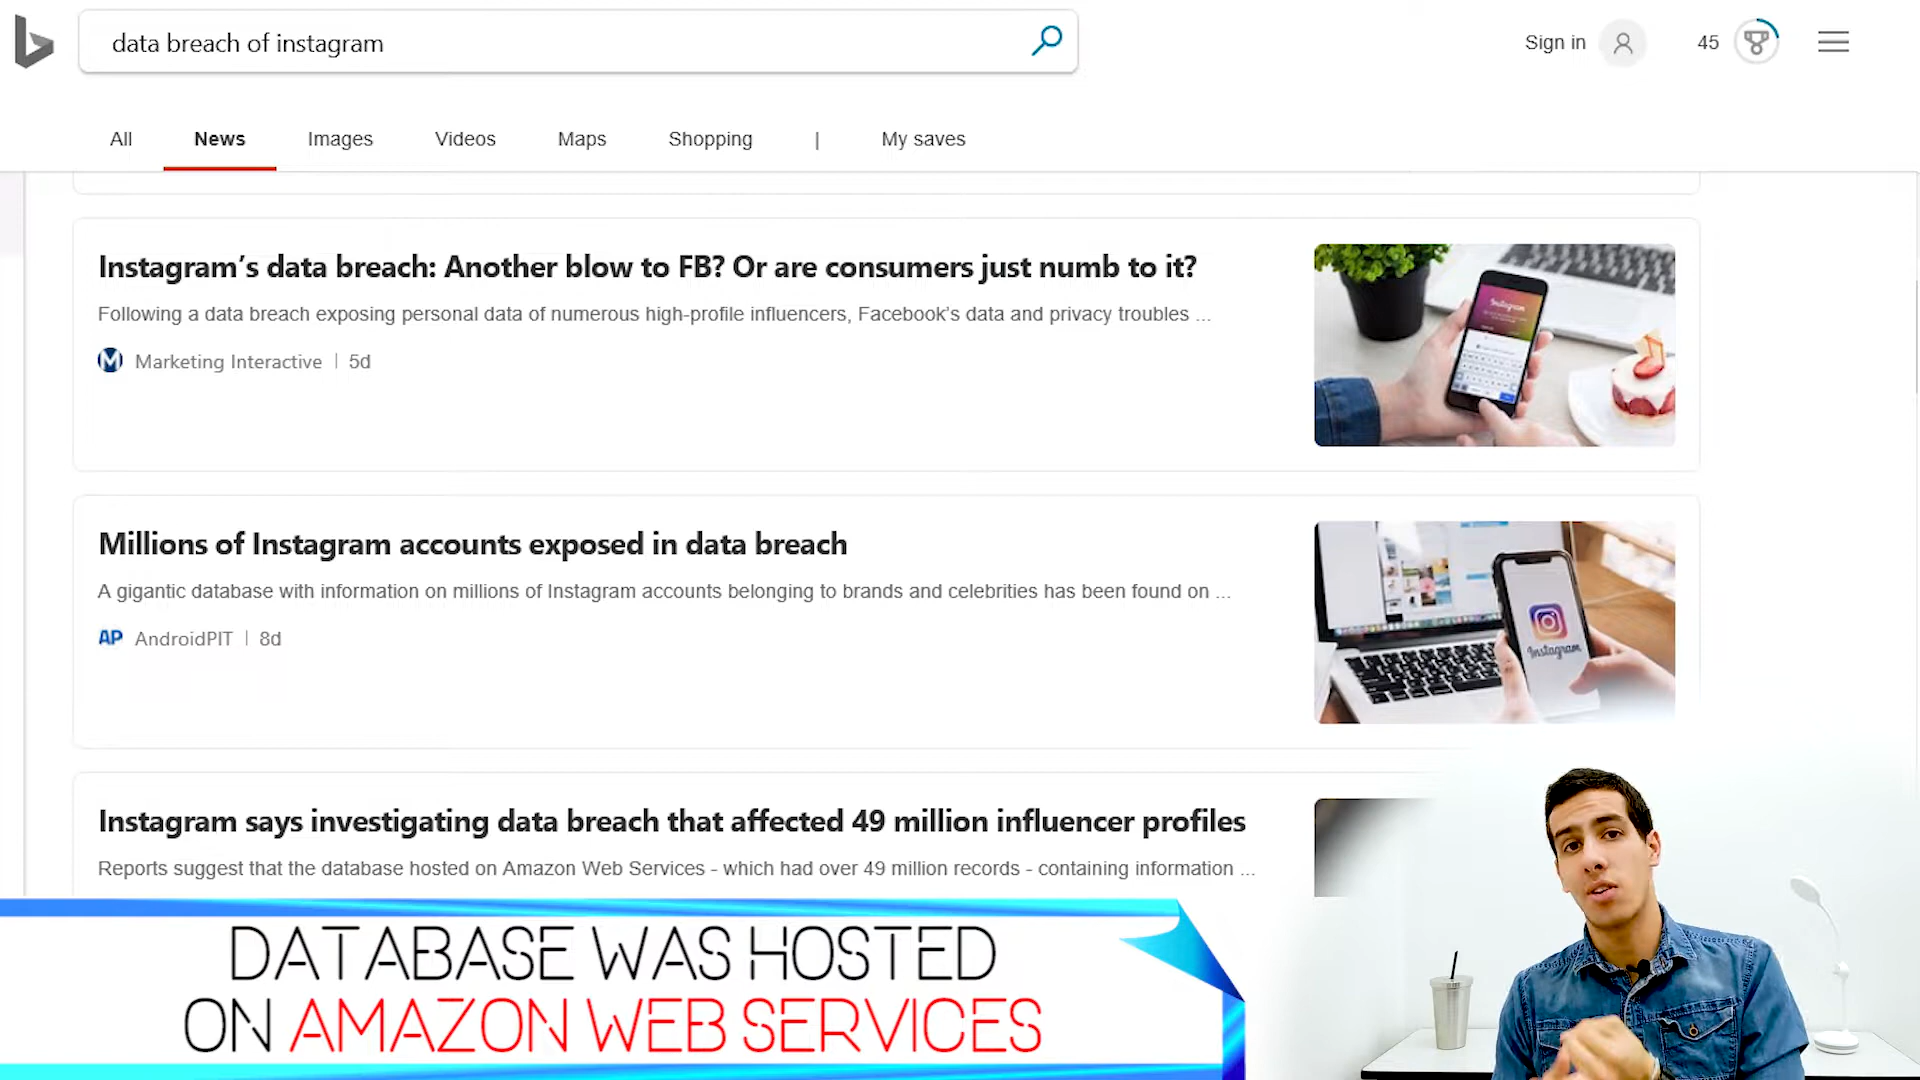 data breach of instagram
Sign in
45
All
News
Images
Videos
Maps
Shopping
|
My saves
Instagram’s data breach: Another blow to FB? Or are consumers just numb to it?
Following a data breach exposing personal data of numerous high-profile influencers, Facebook's data and privacy troubles ...
M
Marketing Interactive | 5d
Instagram
Millions of Instagram accounts exposed in data breach
A gigantic database with information on millions of Instagram accounts belonging to brands and celebrities has been found on ...
AP AndroidPIT | 8d
Instagram
Instagram says investigating data breach that affected 49 million influencer profiles
Reports suggest that the database hosted on Amazon Web Services - which had over 49 million records - containing information ...
DATABASE WAS HOSTED
ON AMAZON WEB SERVICES